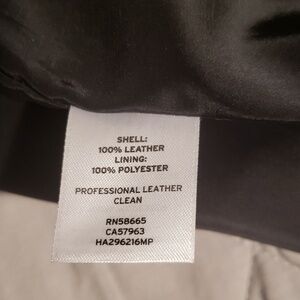 SHELL:
100% LEATHER
LINING:
100% POLYESTER
PROFESSIONAL LEATHER
CLEAN
RN58665
CA57963
HA296216MP